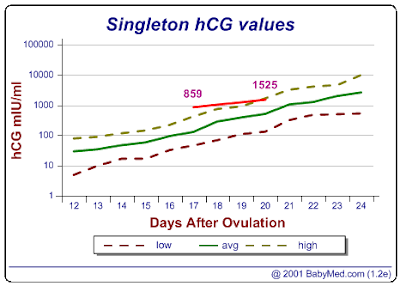 Singleton hCG values
hCG mIU/ml
100000
10000
1000
100
10
1
859
1525
12 13 14 15 16 17 18 19 20 21 22 23 24
Days After Ovulation
low avg high
@ 2001 BabyMed.com (1.2e)